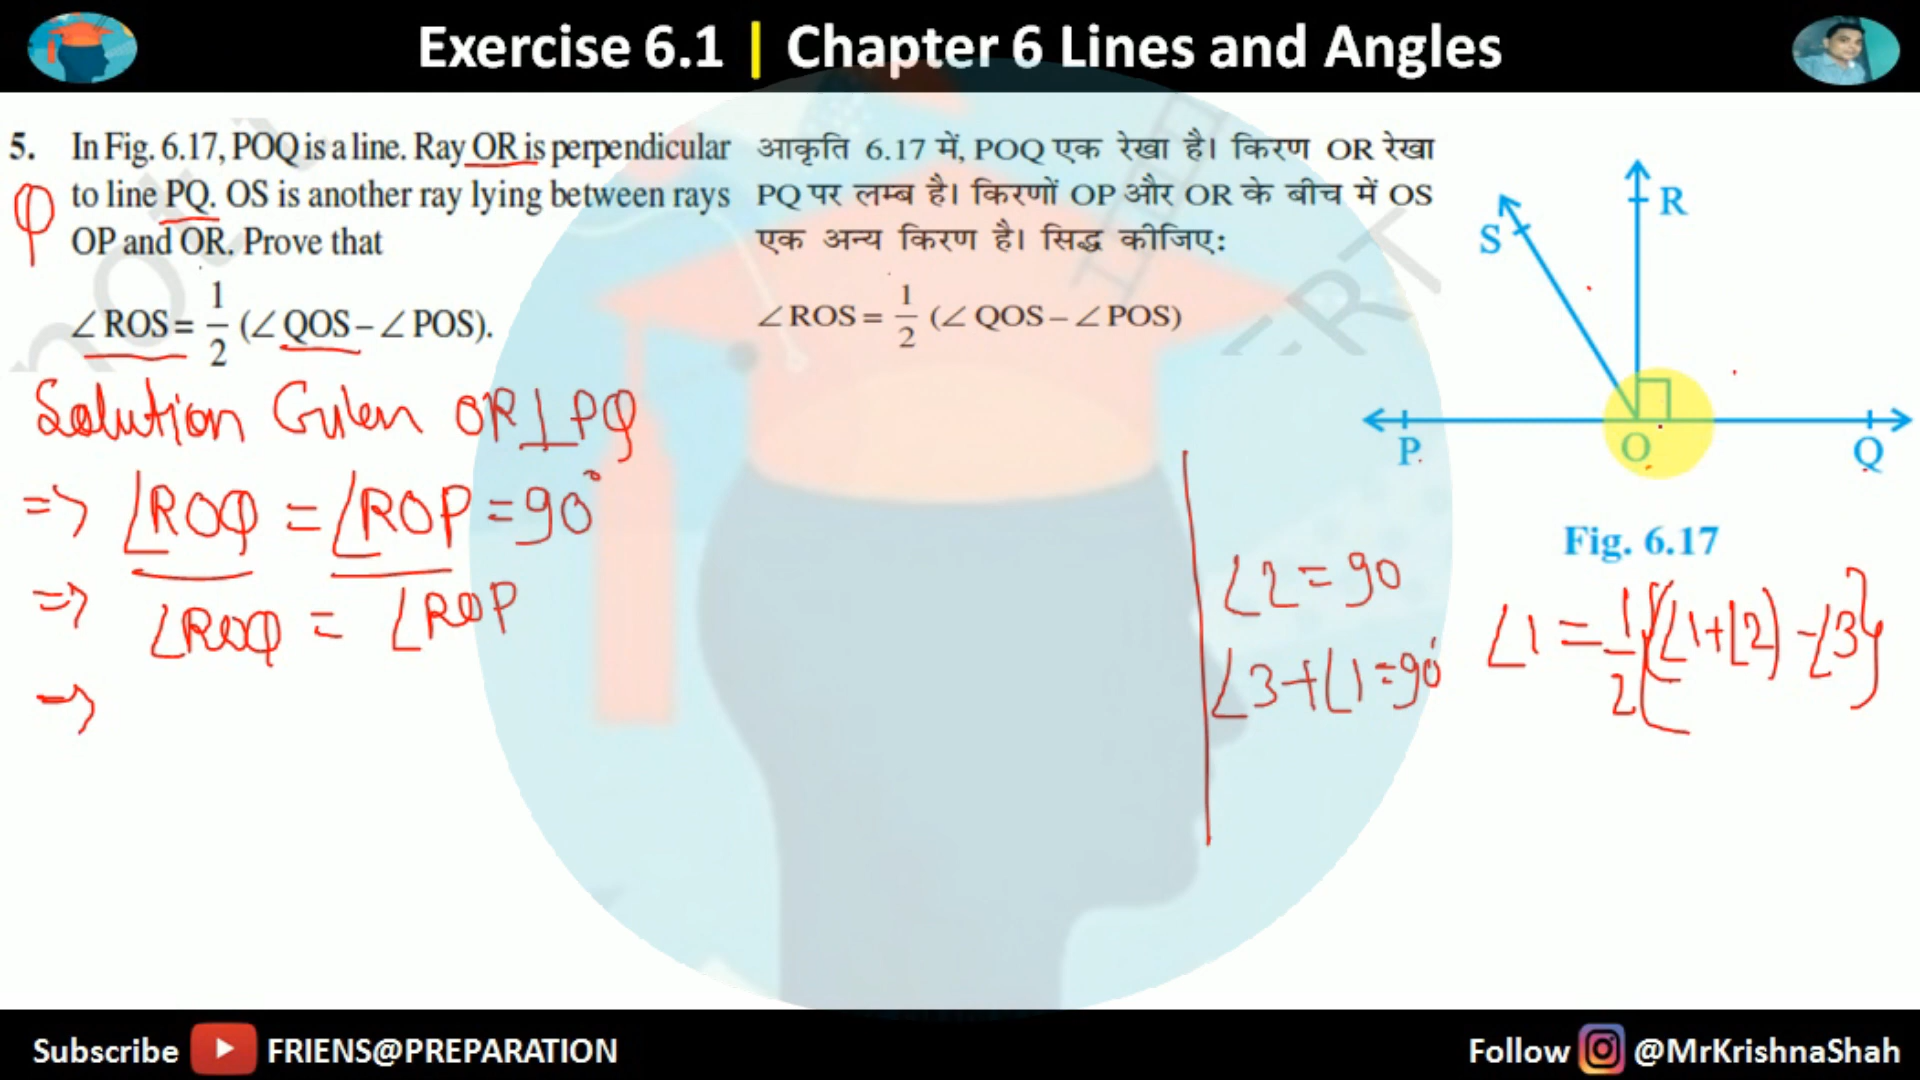 Exercise 6.1 | Chapter 6 Lines and Angles
5. In Fig. 6.17, POQ is a line. Ray OR is perpendicular
to line PQ. OS is another ray lying between rays
OP and OR. Prove that
∠ROS = 1/2 (∠QOS – ∠POS).
आकृति 6.17 में, POQ एक रेखा है। किरण OR रेखा
PQ पर लम्ब है। किरणों OP और OR के बीच में OS
एक अन्य किरण है। सिद्ध कीजिए:
∠ROS = 1/2 (∠QOS – ∠POS)
R
S
P
O
Q
Fig. 6.17
φ
Solution Given OR⊥PQ
=> ∠ROQ = ∠ROP = 90°
=> ∠ROQ = ∠ROP
=>
∠2 = 90
∠3+∠1=90°
∠1 = 1/2 {(∠1+∠2) -∠3}
Subscribe FRIENS@PREPARATION
Follow @MrKrishnaShah